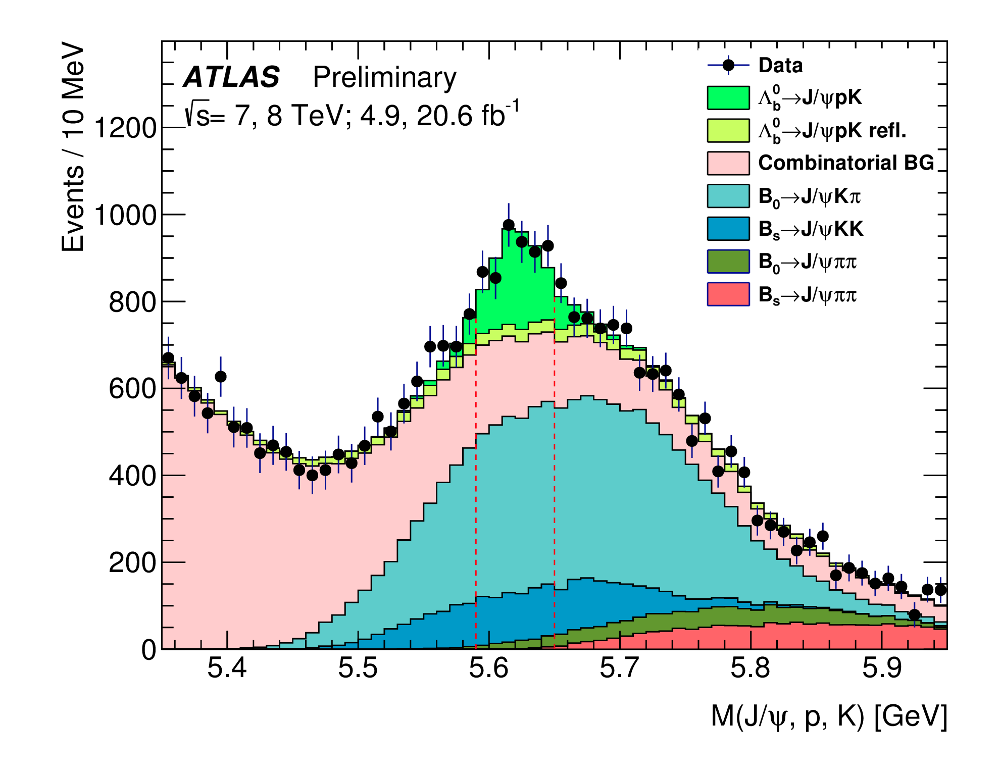 Events / 10 MeV
ATLAS Preliminary
√s= 7, 8 TeV; 4.9, 20.6 fb⁻¹
Data
Λ⁰b→J/ψpK
Λ⁰b→J/ψpK refl.
Combinatorial BG
B₀→J/ψKπ
Bₛ→J/ψKK
B₀→J/ψππ
Bₛ→J/ψππ
1200
1000
800
600
400
200
0
5.4 5.5 5.6 5.7 5.8 5.9
M(J/ψ, p, K) [GeV]